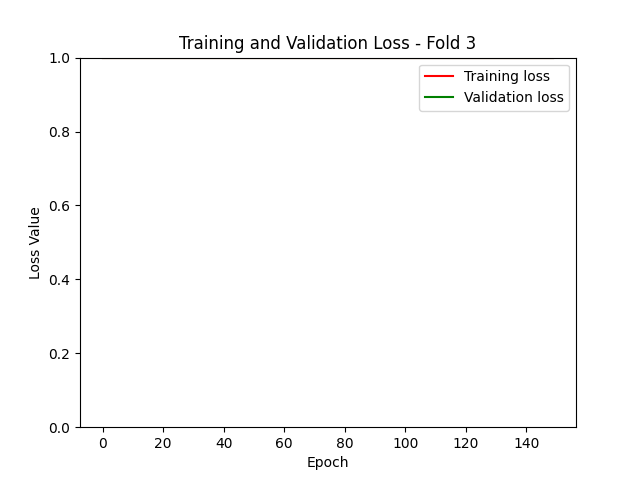 Training and Validation Loss - Fold 3
1.0
Training loss
Validation loss
0.8
0.6
Loss Value
0.4
0.2
0.0
0 20 40 60 80 100 120 140
Epoch